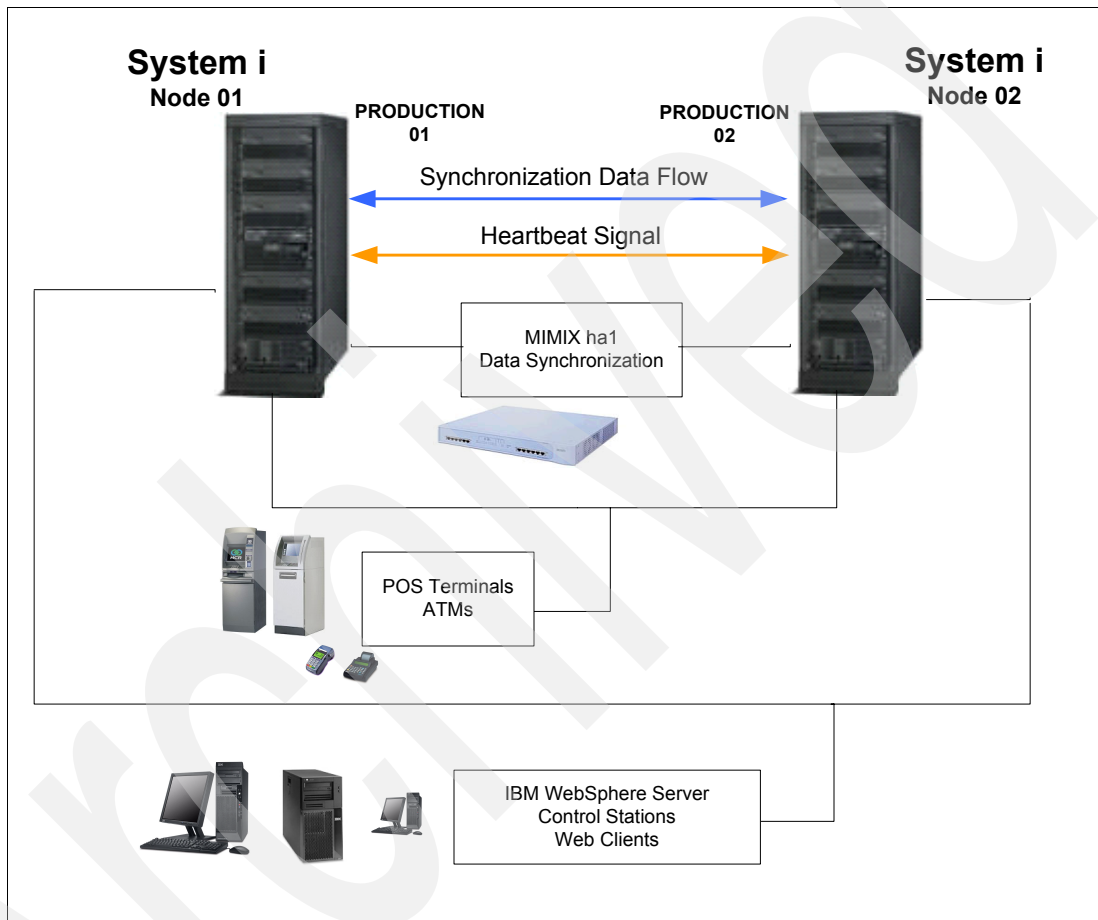 System i
Node 01
System i
Node 02
PRODUCTION
01
PRODUCTION
02
Synchronization Data Flow
Heartbeat Signal
MIMIX ha1
Data Synchronization
POS Terminals
ATMs
IBM WebSphere Server
Control Stations
Web Clients